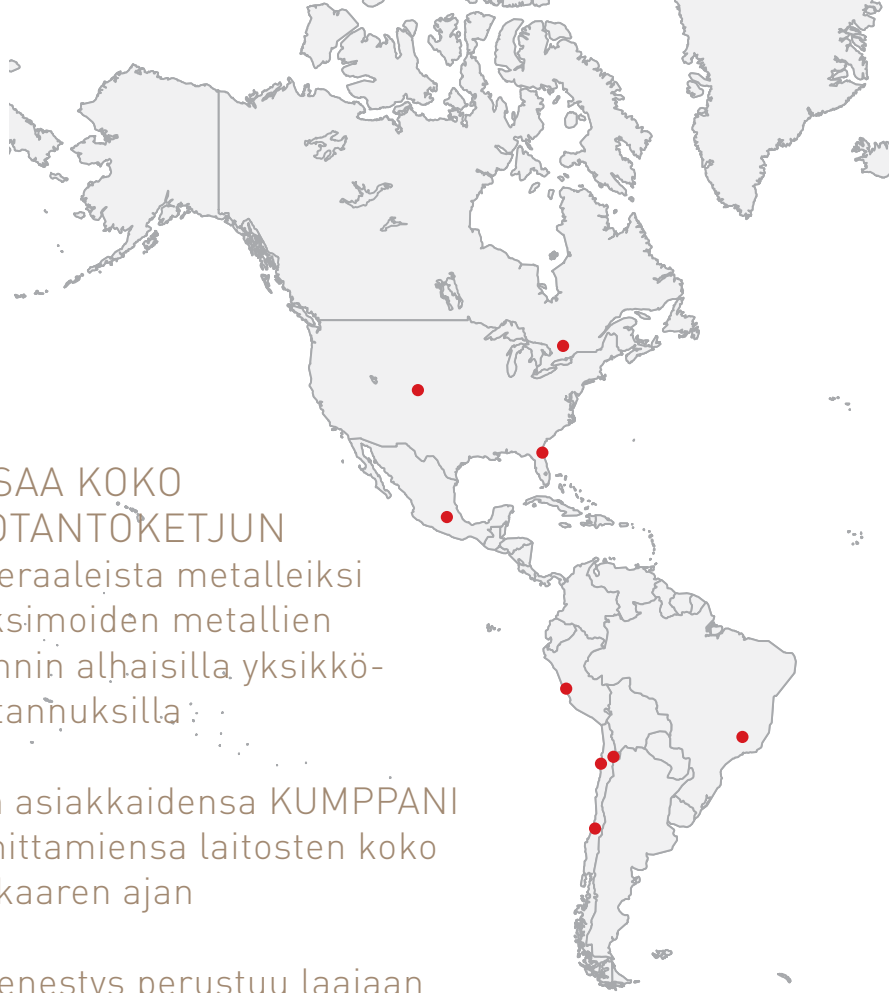 SAA KOKO
OTANTOKETJUN
eraaleista metalleiksi
ksimoiden metallien
nnin alhaisilla yksikkö-
tannuksilla
asiakkaidensa KUMPPANI
mittamiensa laitosten koko
kaaren ajan
enestys perustuu laajaan